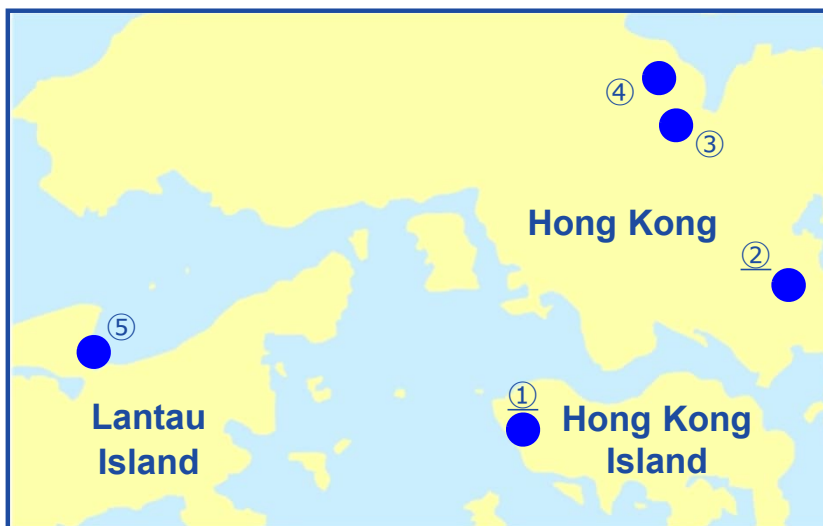 ④
③
Hong Kong
②
⑤
①
Lantau
Island
Hong Kong
Island